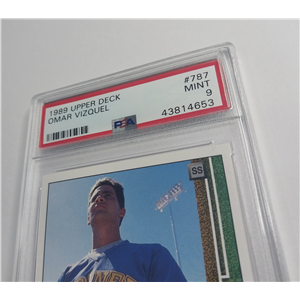 1989 UPPER DECK #787
OMAR VIZQUEL MINT
9
PSA 43814653
SS